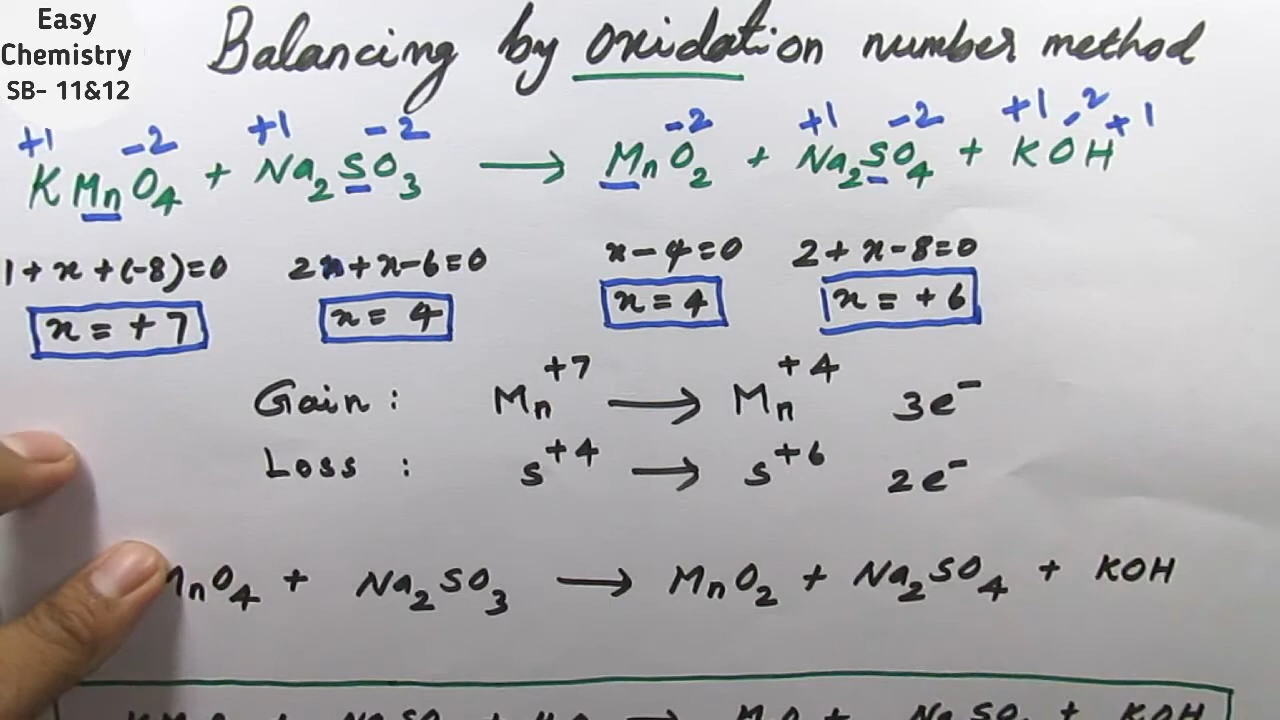 Easy
Chemistry
SB- 11&12
Balancing by oxidation number method
+1 -2 +1 -2 -2 +1 -2 +1 -2 +1
KMnO4 + Na2SO3 → MnO2 + Na2SO4 + KOH
1 + x + (-8) = 0 2x + x - 6 = 0 x - 4 = 0 2 + x - 8 = 0
x = +7 x = 4 x = 4 x = +6
Gain : Mn+7 → Mn+4 3e-
Loss : S+4 → S+6 2e-
MnO4 + Na2SO3 → MnO2 + Na2SO4 + KOH